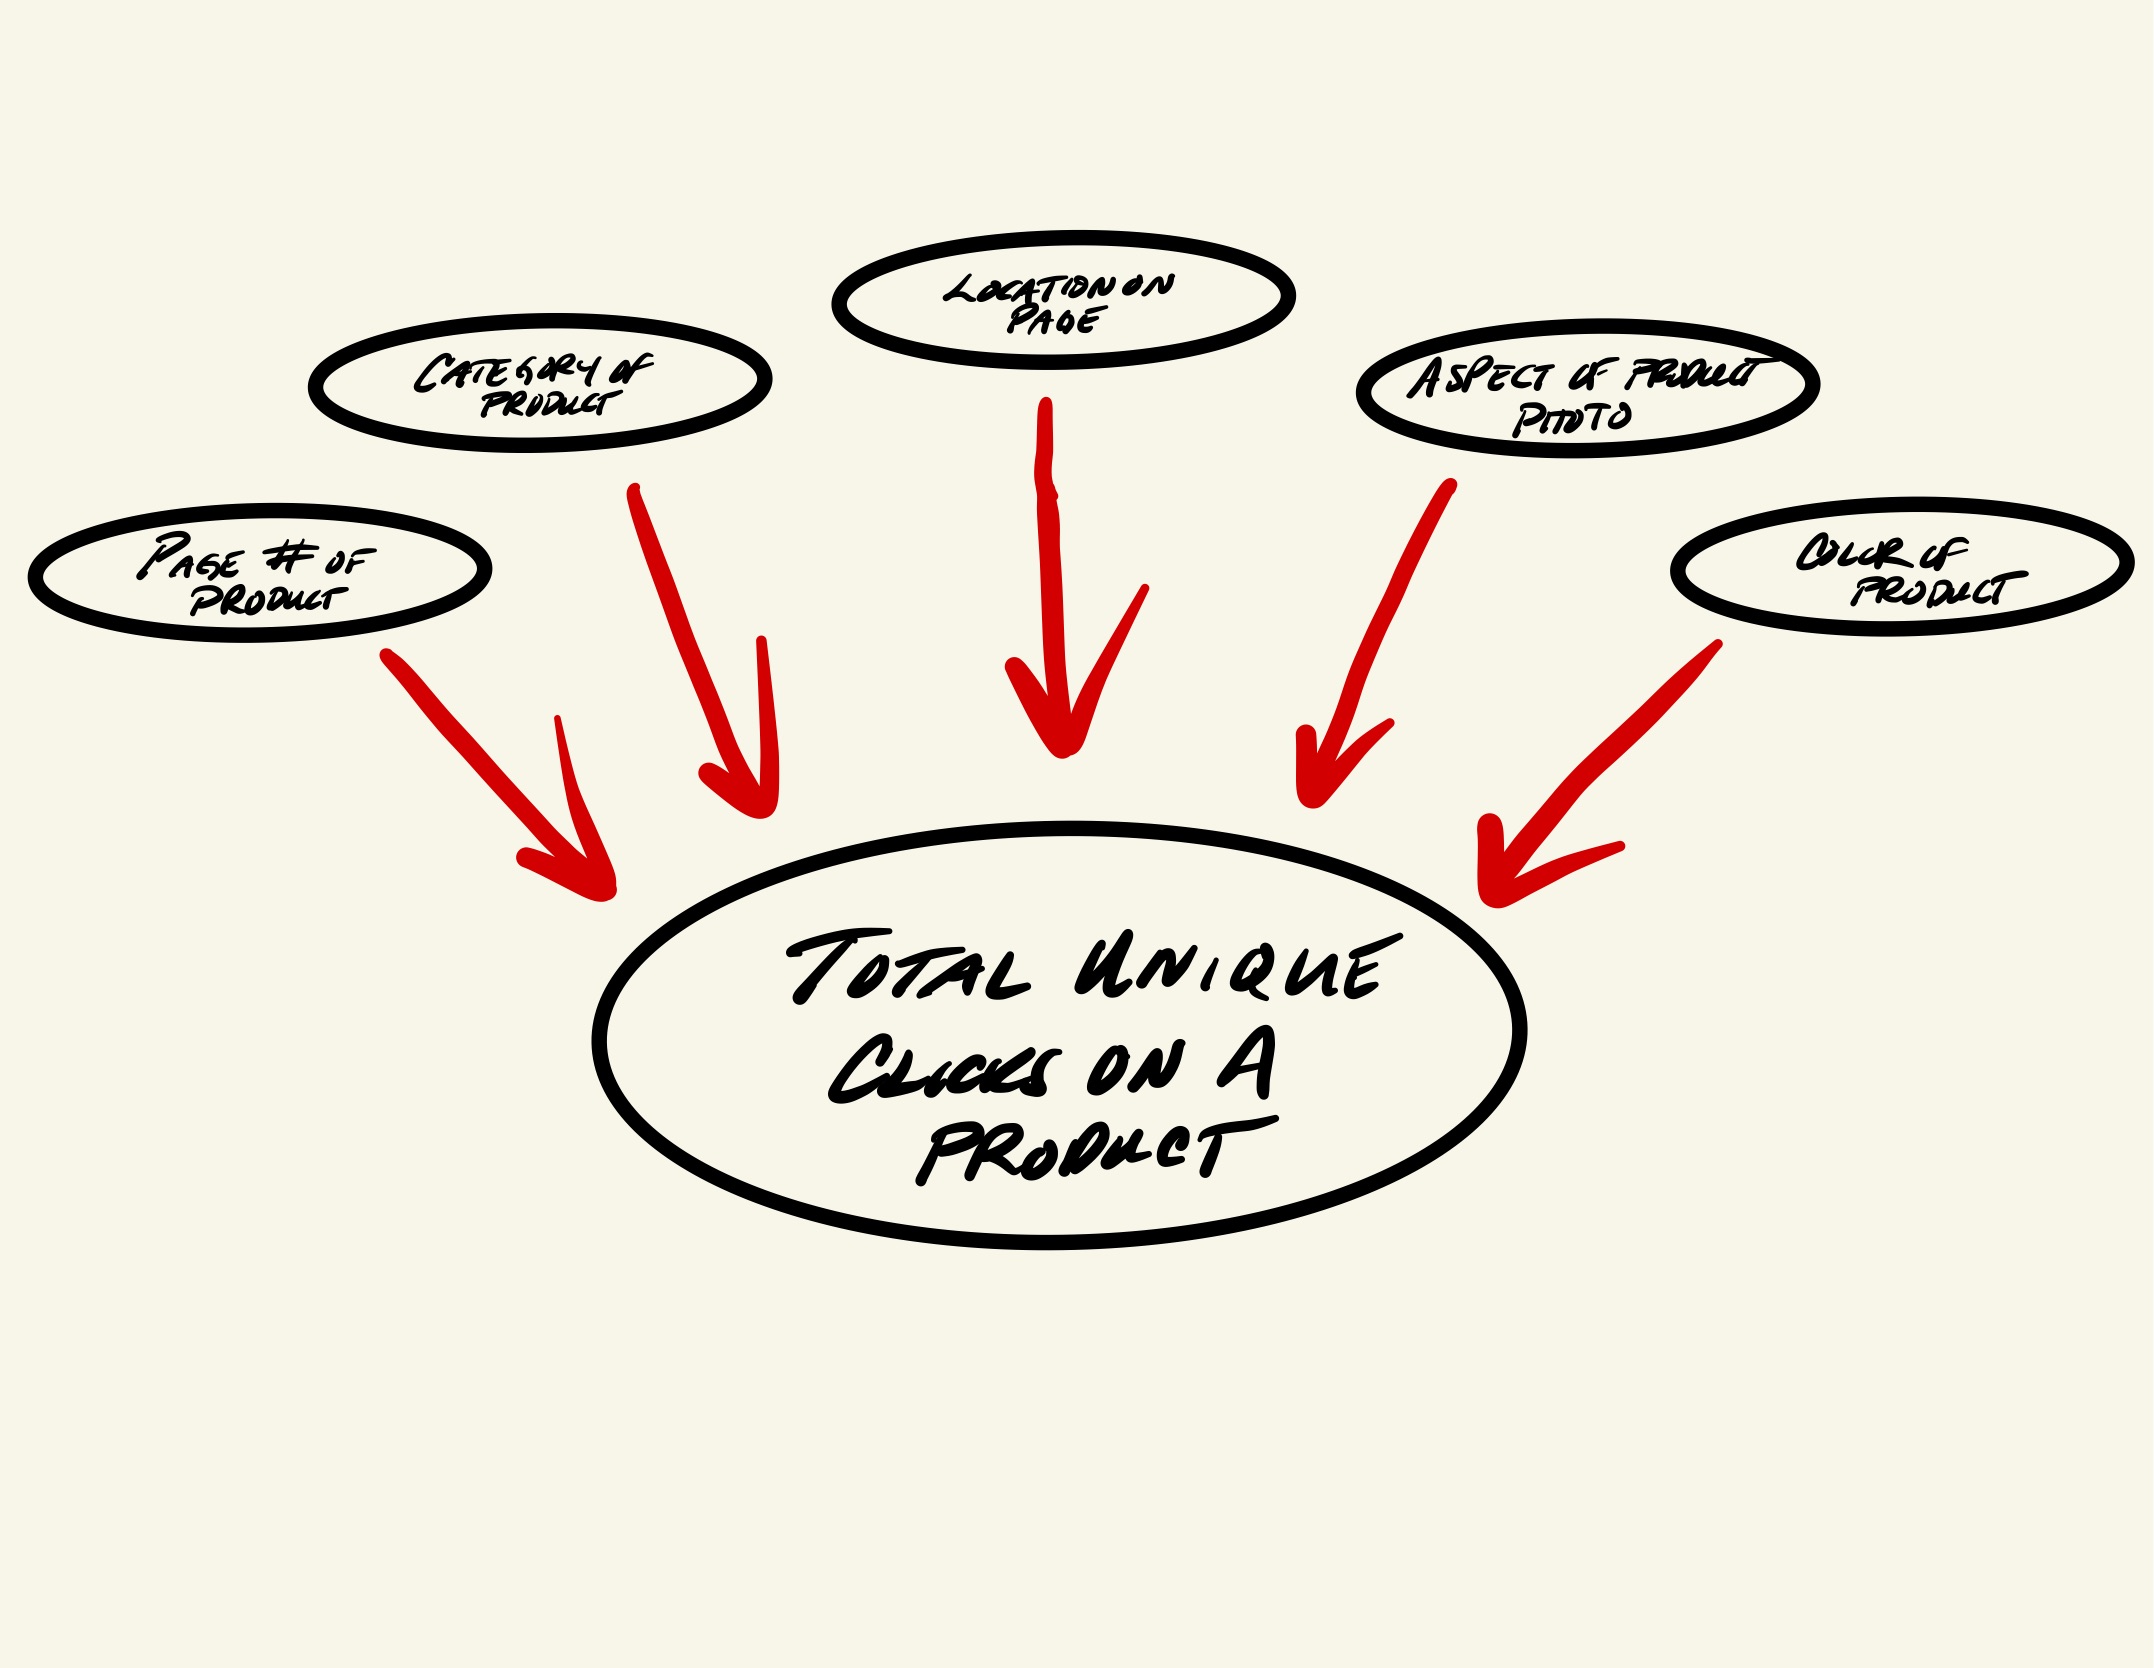 LOCATION ON
PAGE
CATEGORY OF
PRODUCT
ASPECT OF PRODUCT
PHOTO
PAGE # OF
PRODUCT
COLOR OF
PRODUCT
TOTAL UNIQUE
CLICKS ON A
PRODUCT